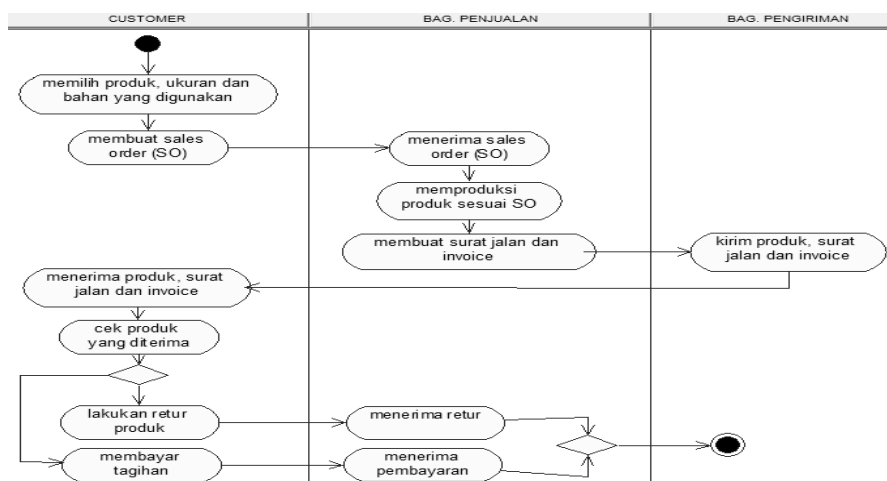 CUSTOMER
BAG. PENJUALAN
BAG. PENGIRIMAN
memilih produk, ukuran dan
bahan yang digunakan
membuat sales
order (SO)
menerima sales
order (SO)
memproduksi
produk sesuai SO
membuat surat jalan dan
invoice
kirim produk, surat
jalan dan invoice
menerima produk, surat
jalan dan invoice
cek produk
yang diterima
lakukan retur
produk
menerima retur
membayar
tagihan
menerima
pembayaran